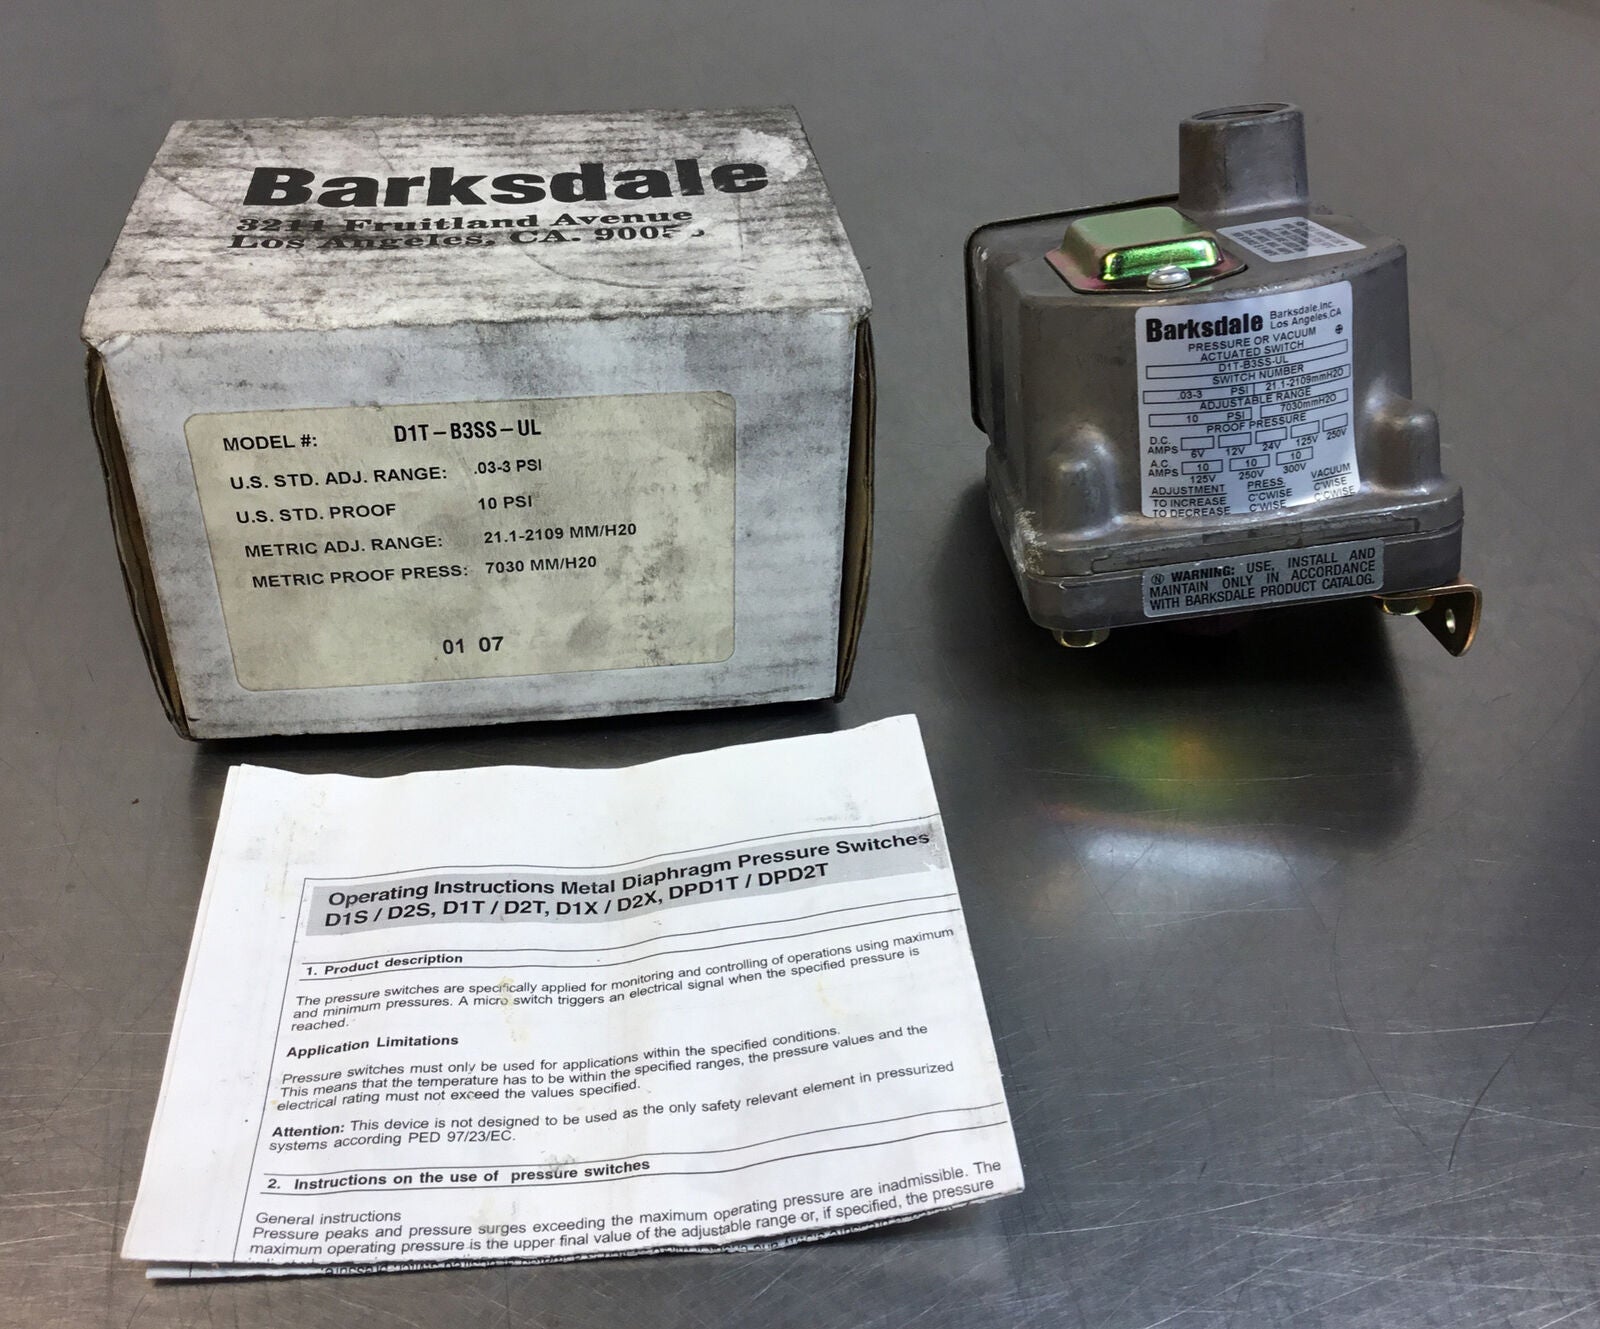 Barksdale
3211 Fruitland Avenue
Los Angeles, CA.
MODEL #: D1T-B3SS-UL
U.S. STD. ADJ. RANGE: .03-3 PSI
U.S. STD. PROOF 10 PSI
METRIC ADJ. RANGE: 21.1-2109 MM/H20
METRIC PROOF PRESS: 7030 MM/H20
01 07
Barksdale Barksdale, Inc.
Los Angeles, CA
PRESSURE OR VACUUM
ACTUATED SWITCH
D1T-B3SS-UL
SWITCH NUMBER
.03-3 PSI 21.1-2109mmH2O
ADJUSTABLE RANGE
10 PSI 7030mmH2O
PROOF PRESSURE
D.C.
AMPS
6V 12V 24V 125V 250V
A.C.
AMPS 10 10 10
125V 250V 300V
ADJUSTMENT PRESS. VACUUM
TO INCREASE C'CWISE C'WISE
TO DECREASE C'WISE C'CWISE
WARNING: USE, INSTALL AND
MAINTAIN ONLY IN ACCORDANCE
WITH BARKSDALE PRODUCT CATALOG.
Operating Instructions Metal Diaphragm Pressure Switches
D1S / D2S, D1T / D2T, D1X / D2X, DPD1T / DPD2T
1. Product description
The pressure switches are specifically applied for monitoring and controlling of operations using maximum
and minimum pressures. A micro switch triggers an electrical signal when the specified pressure is
reached.
Application Limitations
Pressure switches must only be used for applications within the specified conditions.
This means that the temperature has to be within the specified ranges, the pressure values and the
electrical rating must not exceed the values specified.
Attention: This device is not designed to be used as the only safety relevant element in pressurized
systems according PED 97/23/EC.
2. Instructions on the use of pressure switches
General instructions
Pressure peaks and pressure surges exceeding the maximum operating pressure are inadmissible. The
maximum operating pressure is the upper final value of the adjustable range or, if specified, the pressure